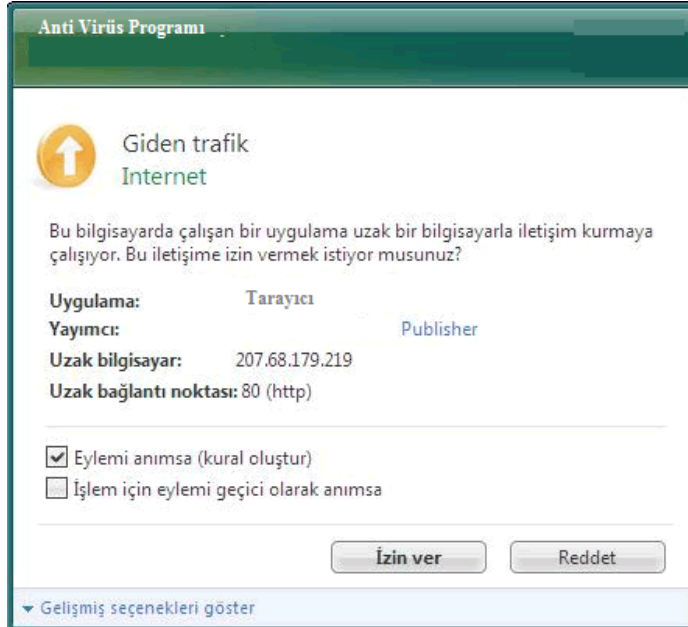 Anti Virüs Programı
Giden trafik
Internet
Bu bilgisayarda çalışan bir uygulama uzak bir bilgisayarla iletişim kurmaya
çalışıyor. Bu iletişime izin vermek istiyor musunuz?
Uygulama: Tarayıcı
Yayımcı: Publisher
Uzak bilgisayar: 207.68.179.219
Uzak bağlantı noktası: 80 (http)
Eylemi anımsa (kural oluştur)
İşlem için eylemi geçici olarak anımsa
İzin ver Reddet
Gelişmiş seçenekleri göster